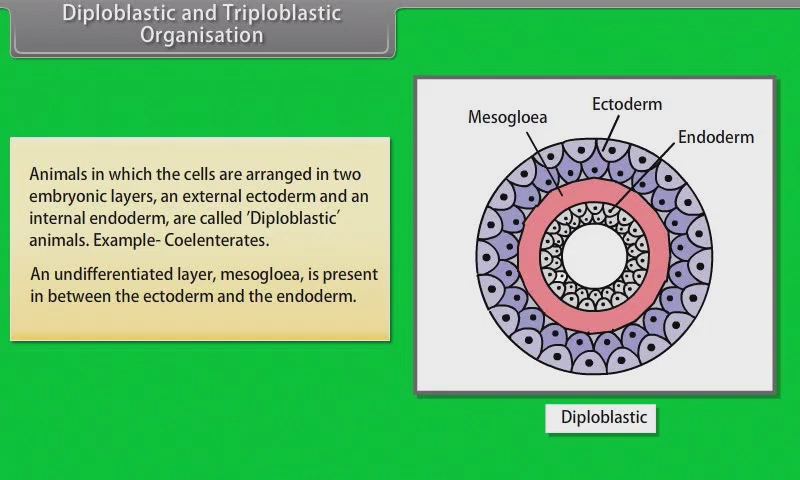 Diploblastic and Triploblastic
Organisation
Animals in which the cells are arranged in two
embryonic layers, an external ectoderm and an
internal endoderm, are called ‘Diploblastic’
animals. Example- Coelenterates.
An undifferentiated layer, mesogloea, is present
in between the ectoderm and the endoderm.
Ectoderm
Mesogloea
Endoderm
Diploblastic